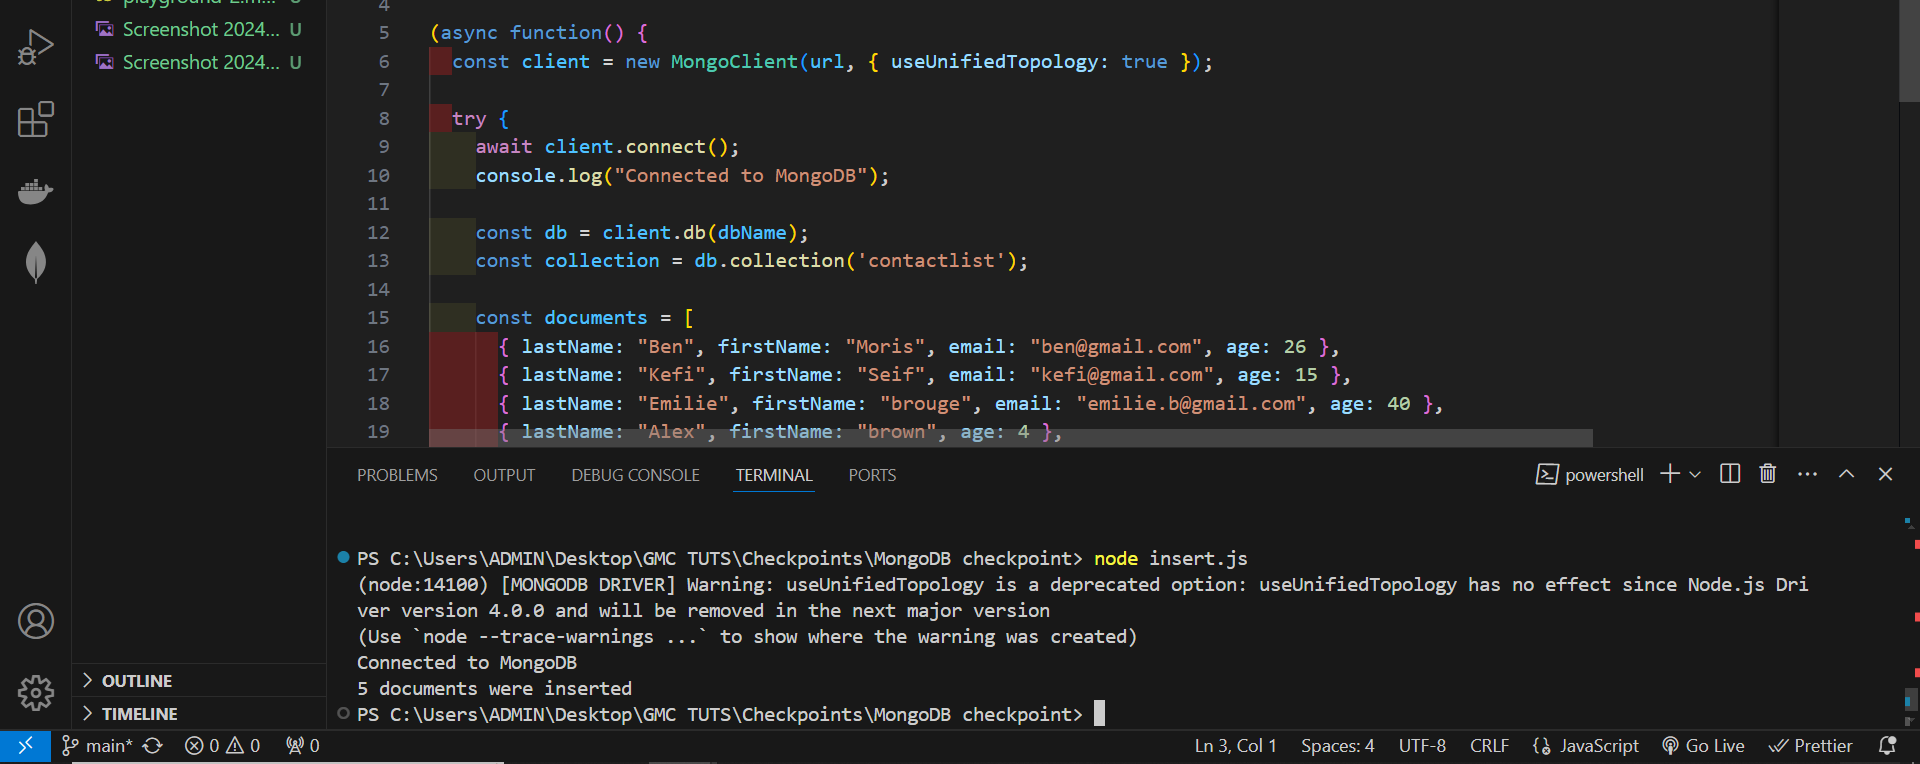 playground-2.m... U
Screenshot 2024... U
Screenshot 2024... U
OUTLINE
TIMELINE
4
5 (async function() {
6 const client = new MongoClient(url, { useUnifiedTopology: true });
7
8 try {
9 await client.connect();
10 console.log("Connected to MongoDB");
11
12 const db = client.db(dbName);
13 const collection = db.collection('contactlist');
14
15 const documents = [
16 { lastName: "Ben", firstName: "Moris", email: "ben@gmail.com", age: 26 },
17 { lastName: "Kefi", firstName: "Seif", email: "kefi@gmail.com", age: 15 },
18 { lastName: "Emilie", firstName: "brouge", email: "emilie.b@gmail.com", age: 40 },
19 { lastName: "Alex", firstName: "brown", age: 4 },
PROBLEMS OUTPUT DEBUG CONSOLE TERMINAL PORTS powershell
PS C:\Users\ADMIN\Desktop\GMC TUTS\Checkpoints\MongoDB checkpoint> node insert.js
(node:14100) [MONGODB DRIVER] Warning: useUnifiedTopology is a deprecated option: useUnifiedTopology has no effect since Node.js Dri
ver version 4.0.0 and will be removed in the next major version
(Use `node --trace-warnings ...` to show where the warning was created)
Connected to MongoDB
5 documents were inserted
PS C:\Users\ADMIN\Desktop\GMC TUTS\Checkpoints\MongoDB checkpoint>
main* 0 0 0 Ln 3, Col 1 Spaces: 4 UTF-8 CRLF JavaScript Go Live Prettier